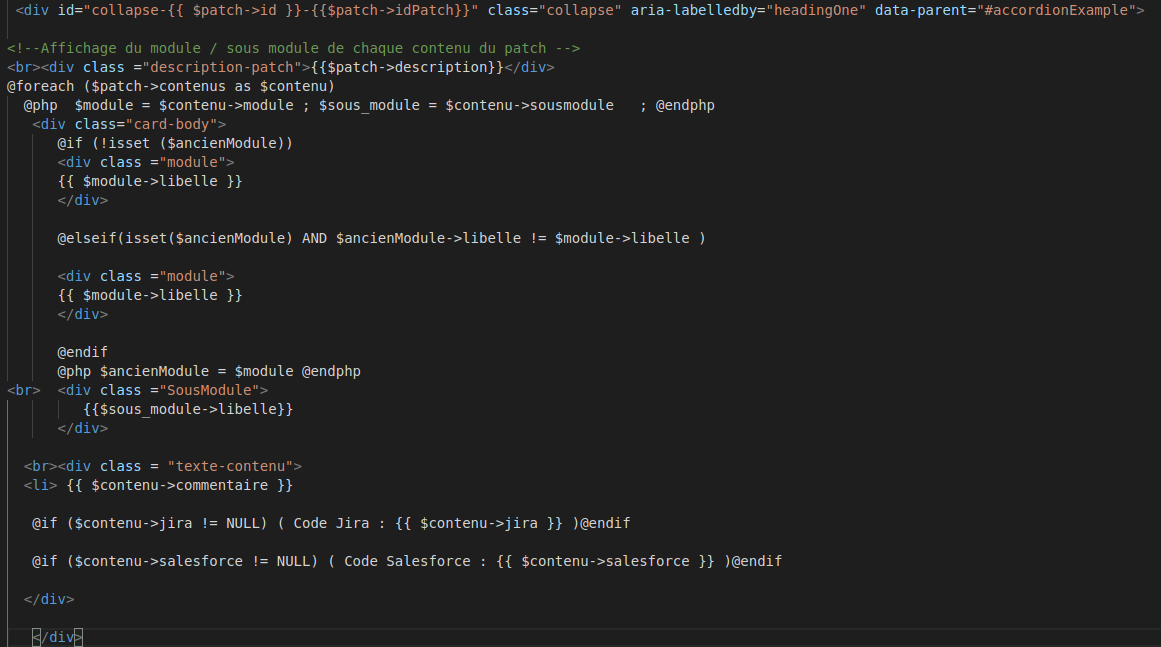 <div id="collapse-{{ $patch->id }}-{{$patch->idPatch}}" class="collapse" aria-labelledby="headingOne" data-parent="#accordionExample">
<!--Affichage du module / sous module de chaque contenu du patch -->
<br><div class ="description-patch">{{$patch->description}}</div>
@foreach ($patch->contenus as $contenu)
@php  $module = $contenu->module ; $sous_module = $contenu->sousmodule   ; @endphp
<div class="card-body">
@if (!isset ($ancienModule))
<div class ="module">
{{ $module->libelle }}
</div>
@elseif(isset($ancienModule) AND $ancienModule->libelle != $module->libelle )
<div class ="module">
{{ $module->libelle }}
</div>
@endif
@php $ancienModule = $module @endphp
<br>  <div class ="SousModule">
{{$sous_module->libelle}}
</div>
<br><div class = "texte-contenu">
<li> {{ $contenu->commentaire }}
@if ($contenu->jira != NULL) ( Code Jira : {{ $contenu->jira }} )@endif
@if ($contenu->salesforce != NULL) ( Code Salesforce : {{ $contenu->salesforce }} )@endif
</div>
</div>